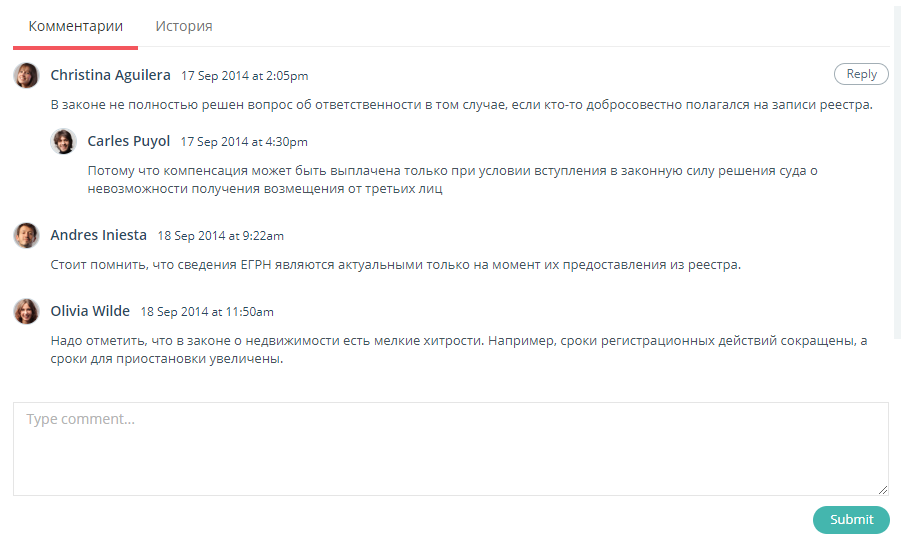 Комментарии История
Christina Aguilera 17 Sep 2014 at 2:05pm Reply
В законе не полностью решен вопрос об ответственности в том случае, если кто-то добросовестно полагался на записи реестра.
Carles Puyol 17 Sep 2014 at 4:30pm
Потому что компенсация может быть выплачена только при условии вступления в законную силу решения суда о
невозможности получения возмещения от третьих лиц
Andres Iniesta 18 Sep 2014 at 9:22am
Стоит помнить, что сведения ЕГРН являются актуальными только на момент их предоставления из реестра.
Olivia Wilde 18 Sep 2014 at 11:50am
Надо отметить, что в законе о недвижимости есть мелкие хитрости. Например, сроки регистрационных действий сокращены, а
сроки для приостановки увеличены.
Type comment...
Submit